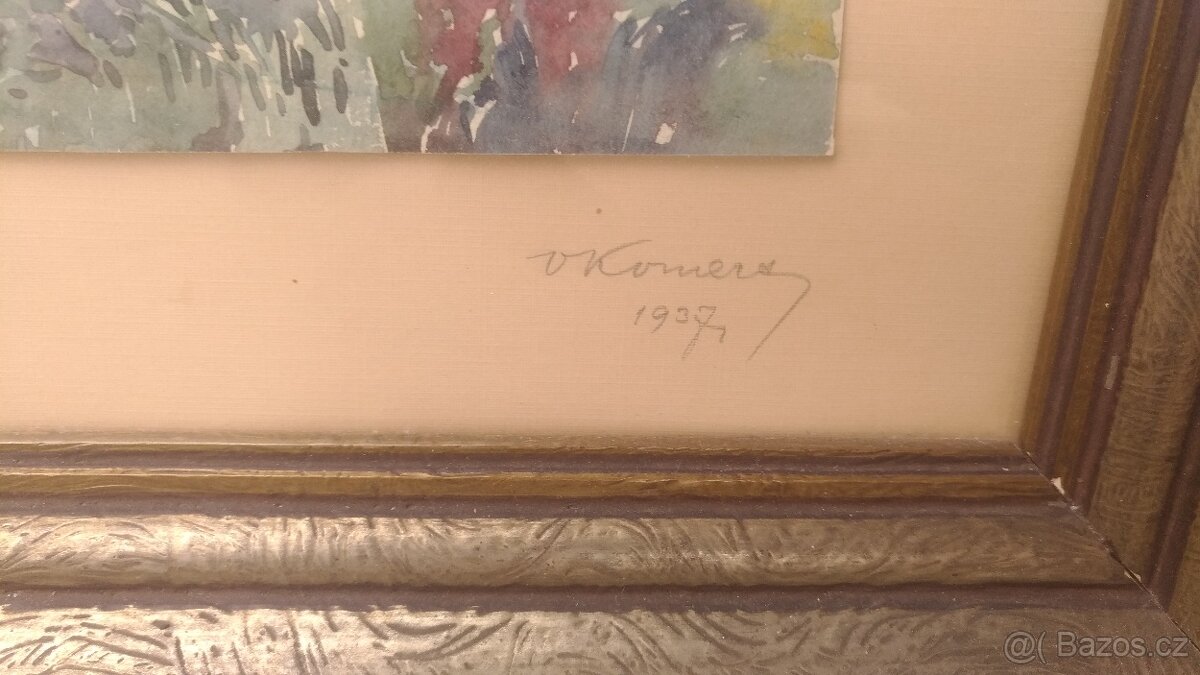 V Komers
1937,
@( Bazos.cz